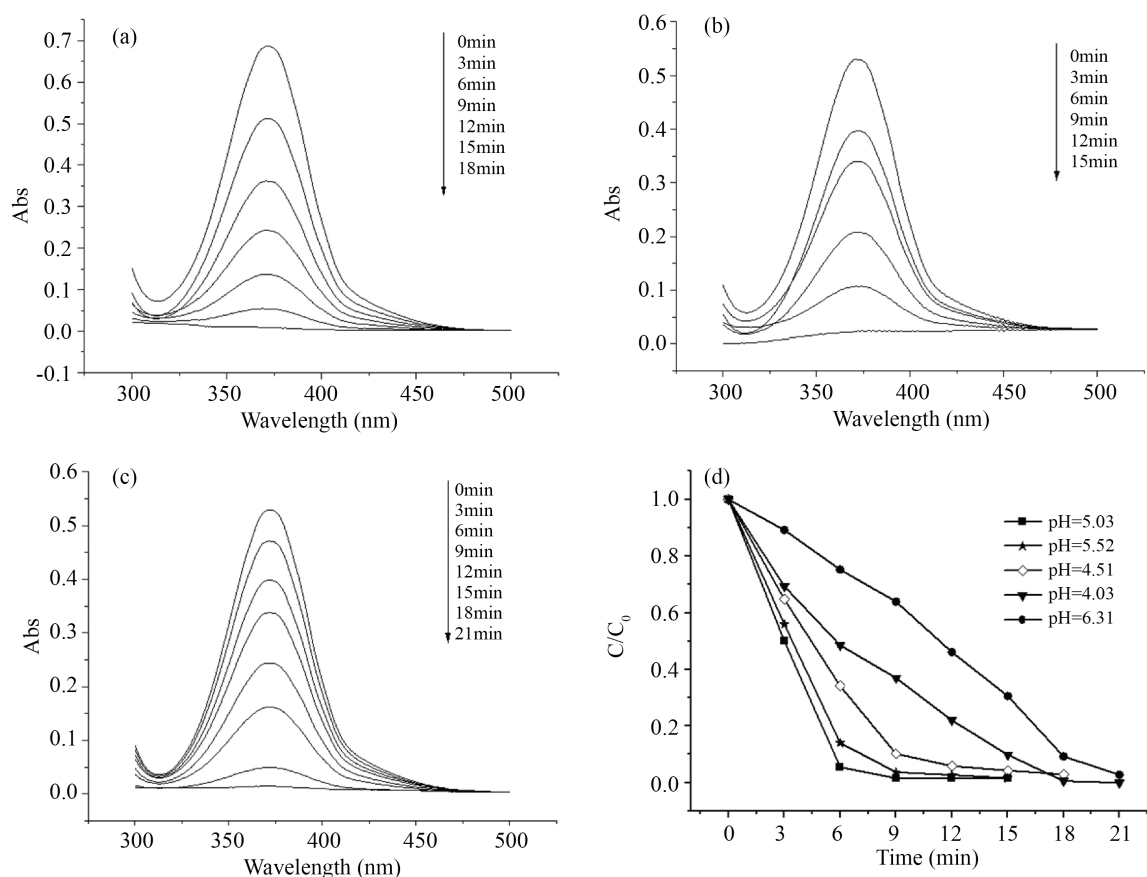 (a)
0min
3min
6min
9min
12min
15min
18min
0.7
0.6
0.5
0.4
0.3
0.2
0.1
0.0
-0.1
Abs
300 350 400 450 500
Wavelength (nm)
(b)
0min
3min
6min
9min
12min
15min
0.6
0.5
0.4
0.3
0.2
0.1
0.0
Abs
300 350 400 450 500
Wavelength (nm)
(c)
0min
3min
6min
9min
12min
15min
18min
21min
0.6
0.5
0.4
0.3
0.2
0.1
0.0
Abs
300 350 400 450 500
Wavelength (nm)
(d)
pH=5.03
pH=5.52
pH=4.51
pH=4.03
pH=6.31
1.0
0.8
0.6
0.4
0.2
0.0
C/C0
0 3 6 9 12 15 18 21
Time (min)